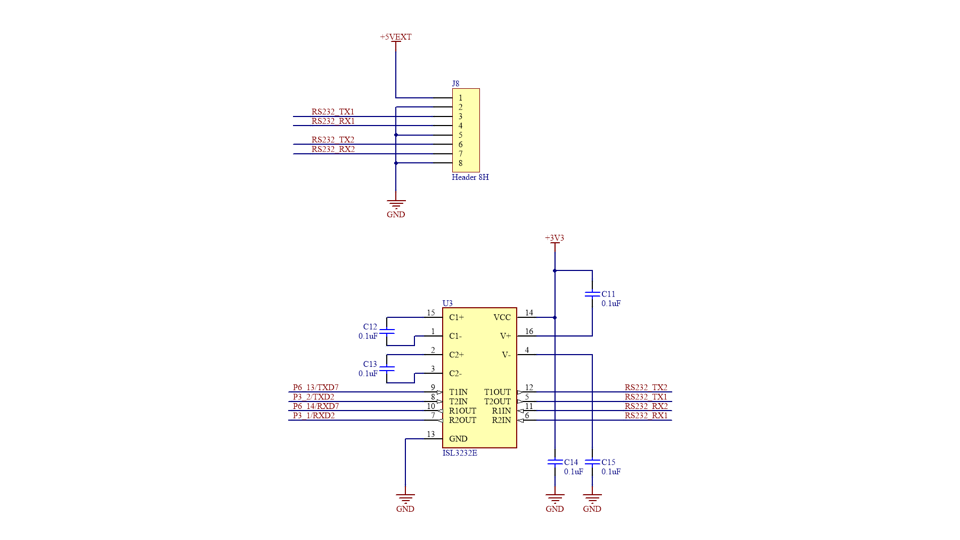 +5VEXT
J8
1
2
RS232_TX1 3
RS232_RX1 4
5
RS232_TX2 6
RS232_RX2 7
8
Header 8H
GND
+3V3
C11
0.1uF
U3
15 C1+ VCC 14
C12
0.1uF
1 C1- V+ 16
2 C2+ V- 4
C13
0.1uF
3 C2-
P6_13/TXD7 9 T1IN T1OUT 12 RS232_TX2
P3_2/TXD2 8 T2IN T2OUT 5 RS232_TX1
P6_14/RXD7 10 R1OUT R1IN 11 RS232_RX2
P3_1/RXD2 7 R2OUT R2IN 6 RS232_RX1
13 GND
ISL3232E
C14
0.1uF
C15
0.1uF
GND GND GND